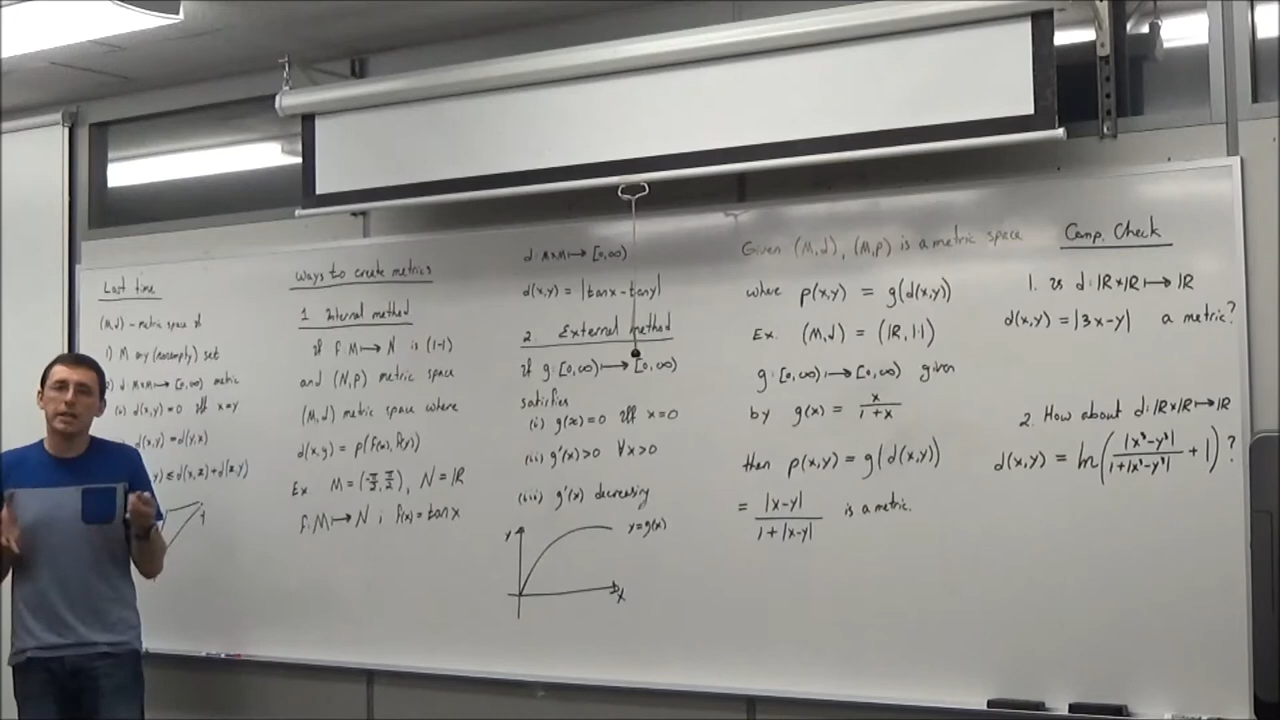 Last time
(M,d) - metric space if
1) M any (nonempty) set
d: M×M ↦ [0,∞) metric
d(x,y) = 0 iff x=y
d(x,y) = d(y,x)
y) ≤ d(x,z) + d(z,y)
y
Ways to create metrics
1 Internal method
if f: M ↦ N is (1-1)
and (N,ρ) metric space
(M,d) metric space where
d(x,y) = ρ(f(x), f(y))
Ex M = (-π/2, π/2), N = ℝ
f: M ↦ N ; f(x) = tan x
d: M×M ↦ [0,∞)
d(x,y) = |tanx - tany|
2. External method
if g: [0,∞) ↦ [0,∞)
satisfies
(i) g(x) = 0 iff x=0
(ii) g'(x) > 0 ∀x>0
(iii) g'(x) decreasing
y
y=g(x)
x
Given (M,d), (M,ρ) is a metric space
where ρ(x,y) = g(d(x,y))
Ex. (M,d) = (ℝ, |·|)
g: [0,∞) ↦ [0,∞) given
by g(x) = x/(1+x)
then ρ(x,y) = g(d(x,y))
= |x-y|/(1+|x-y|) is a metric.
Comp. Check
1. is d: ℝ×ℝ ↦ ℝ
d(x,y) = |3x-y| a metric?
2. How about d: ℝ×ℝ ↦ ℝ
d(x,y) = ln(|x³-y³|/(1+|x³-y³|) + 1)?